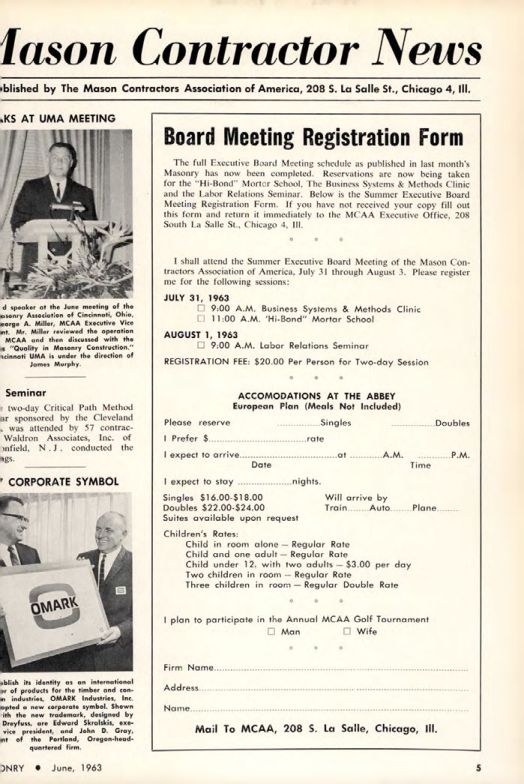 Mason Contractor News
blished by The Mason Contractors Association of America, 208 S. La Salle St., Chicago 4, Ill.
KS AT UMA MEETING
d speaker at the June meeting of the
asonry Association of Cincinnati, Ohio,
eorge A. Miller, MCAA Executive Vice
nt. Mr. Miller reviewed the operation
MCAA and then discussed with the
s "Quality in Masonry Construction."
ncinnati UMA is under the direction of
James Murphy.
Seminar
two-day Critical Path Method
ar sponsored by the Cleveland
, was attended by 57 contrac-
Waldron Associates, Inc. of
nfield, N.J. conducted the
ngs.
CORPORATE SYMBOL
OMARK
ablish its identity as an international
er of products for the timber and con-
n industries, OMARK Industries, Inc.
opted a new corporate symbol. Shown
ith the new trademark, designed by
Dreyfuss, are Edward Skrolskis, exe-
vice president, and John D. Gray,
nt of the Portland, Oregon-head-
quartered firm.
Board Meeting Registration Form
The full Executive Board Meeting schedule as published in last month's
Masonry has now been completed. Reservations are now being taken
for the "Hi-Bond" Mortor School, The Business Systems & Methods Clinic
and the Labor Relations Seminar. Below is the Summer Executive Board
Meeting Registration Form. If you have not received your copy fill out
this form and return it immediately to the MCAA Executive Office, 208
South La Salle St., Chicago 4, Ill.
I shall attend the Summer Executive Board Meeting of the Mason Con-
tractors Association of America, July 31 through August 3. Please register
me for the following sessions:
JULY 31, 1963
☐ 9:00 A.M. Business Systems & Methods Clinic
☐ 11:00 A.M. 'Hi-Bond" Mortor School
AUGUST 1, 1963
☐ 9:00 A.M. Labor Relations Seminar
REGISTRATION FEE: $20.00 Per Person for Two-day Session
ACCOMODATIONS AT THE ABBEY
European Plan (Meals Not Included)
Please reserve ..............Singles ..............Doubles
I Prefer $..............................rate
I expect to arrive..............................at ..........A.M. ..........P.M.
Date Time
I expect to stay .................nights.
Singles $16.00-$18.00 Will arrive by
Doubles $22.00-$24.00 Train.......Auto.......Plane.......
Suites available upon request
Children's Rates:
Child in room alone — Regular Rate
Child and one adult — Regular Rate
Child under 12, with two adults — $3.00 per day
Two children in room — Regular Rate
Three children in room — Regular Double Rate
I plan to participate in the Annual MCAA Golf Tournament
☐ Man ☐ Wife
Firm Name
Address
Name
Mail To MCAA, 208 S. La Salle, Chicago, Ill.
ONRY • June, 1963 5